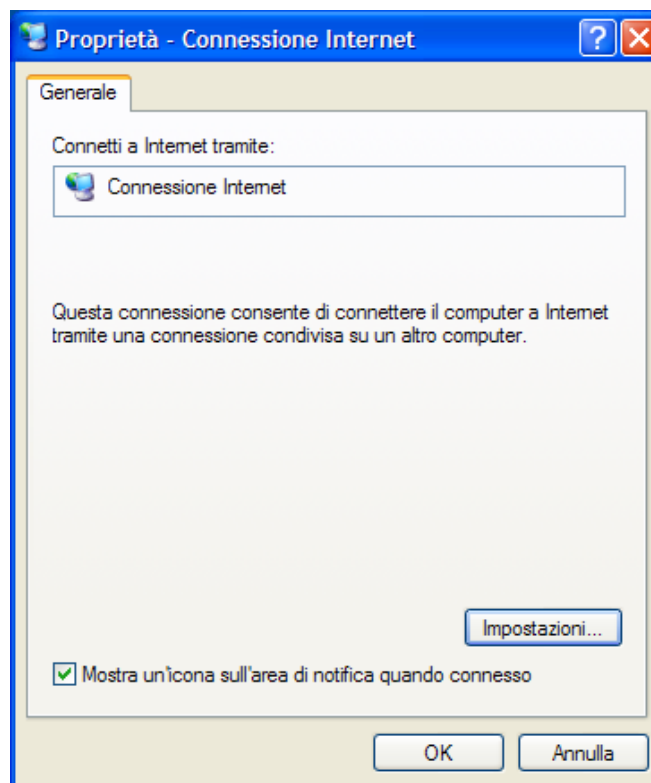 Proprietà - Connessione Internet
Generale
Connetti a Internet tramite:
Connessione Internet
Questa connessione consente di connettere il computer a Internet
tramite una connessione condivisa su un altro computer.
Impostazioni...
Mostra un'icona sull'area di notifica quando connesso
OK
Annulla